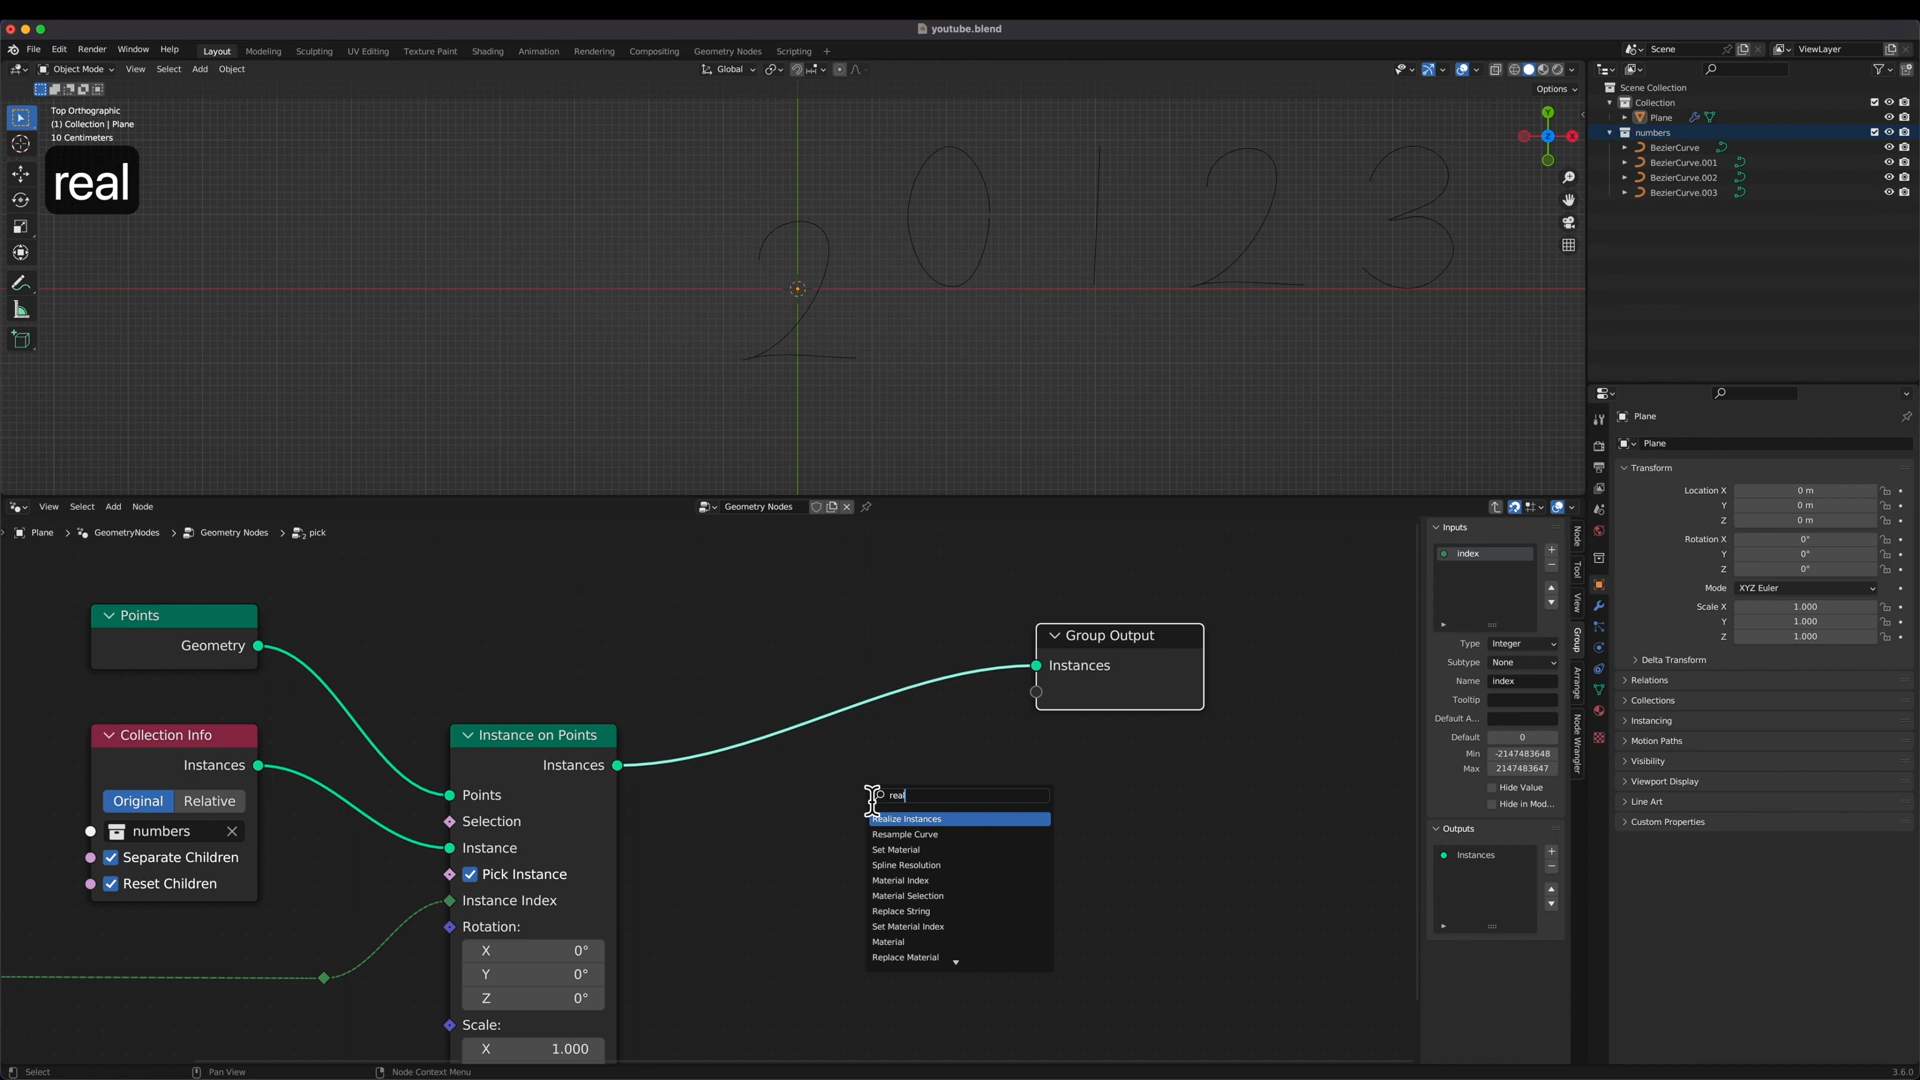 youtube.blend
File Edit Render Window Help Layout Modeling Sculpting UV Editing Texture Paint Shading Animation Rendering Compositing Geometry Nodes Scripting + Scene ViewLayer
Object Mode View Select Add Object Global
Options
Top Orthographic
(1) Collection | Plane
10 Centimeters
real
Y
Z
X
0 1 2 3
2
Scene Collection
Collection
Plane
numbers
BezierCurve
BezierCurve.001
BezierCurve.002
BezierCurve.003
Plane
Plane
Transform
Location X 0 m
Y 0 m
Z 0 m
Rotation X 0°
Y 0°
Z 0°
Mode XYZ Euler
Scale X 1.000
Y 1.000
Z 1.000
Delta Transform
Relations
Collections
Instancing
Motion Paths
Visibility
Viewport Display
Line Art
Custom Properties
View Select Add Node Geometry Nodes
Plane > GeometryNodes > Geometry Nodes > 2 pick
Points
Geometry
Collection Info
Instances
Original Relative
numbers
Separate Children
Reset Children
Instance on Points
Instances
Points
Selection
Instance
Pick Instance
Instance Index
Rotation:
X 0°
Y 0°
Z 0°
Scale:
X 1.000
Group Output
Instances
real
Realize Instances
Resample Curve
Set Material
Spline Resolution
Material Index
Material Selection
Replace String
Set Material Index
Material
Replace Material
Inputs
index
Type Integer
Subtype None
Name index
Tooltip
Default A...
Default 0
Min -2147483648
Max 2147483647
Hide Value
Hide in Mod...
Outputs
Instances
Node
Tool
View
Group
Arrange
Node Wrangler
Select Pan View Node Context Menu 3.6.0